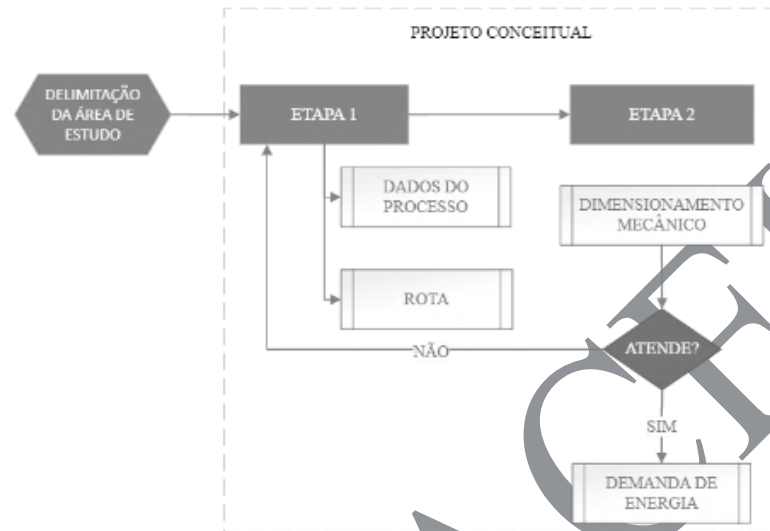 PROJETO CONCEITUAL
DELIMITAÇÃO
DA ÁREA DE
ESTUDO
ETAPA 1
ETAPA 2
DADOS DO
PROCESSO
DIMENSIONAMENTO
MECÂNICO
ROTA
NÃO
ATENDE?
SIM
DEMANDA DE
ENERGIA